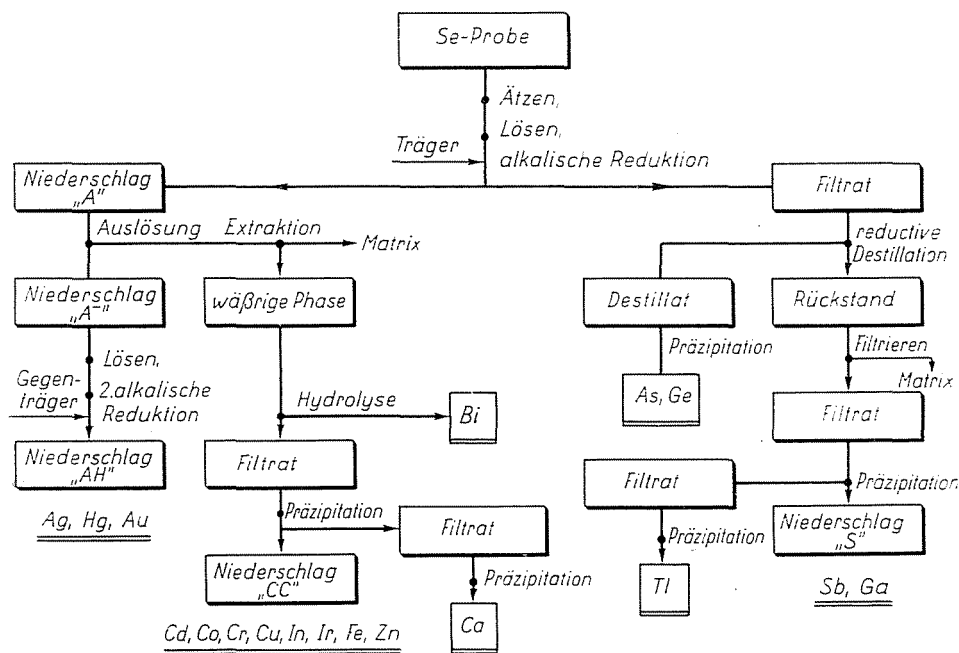 Se-Probe
Ätzen,
Lösen,
alkalische Reduktion
Träger
Niederschlag
„A"
Filtrat
Auslösung
Extraktion
Matrix
reductive
Destillation
Niederschlag
„A⁻"
wäßrige Phase
Destillat
Rückstand
Lösen,
2.alkalische
Reduktion
Gegen-
träger
Hydrolyse
Bi
Präzipitation
As, Ge
Filtrieren
Matrix
Filtrat
Niederschlag
„AH"
Ag, Hg, Au
Filtrat
Filtrat
Präzipitation
Präzipitation
Filtrat
Präzipitation
Niederschlag
„S"
Sb, Ga
Niederschlag
„CC"
Präzipitation
Ca
Tl
Cd, Co, Cr, Cu, In, Ir, Fe, Zn